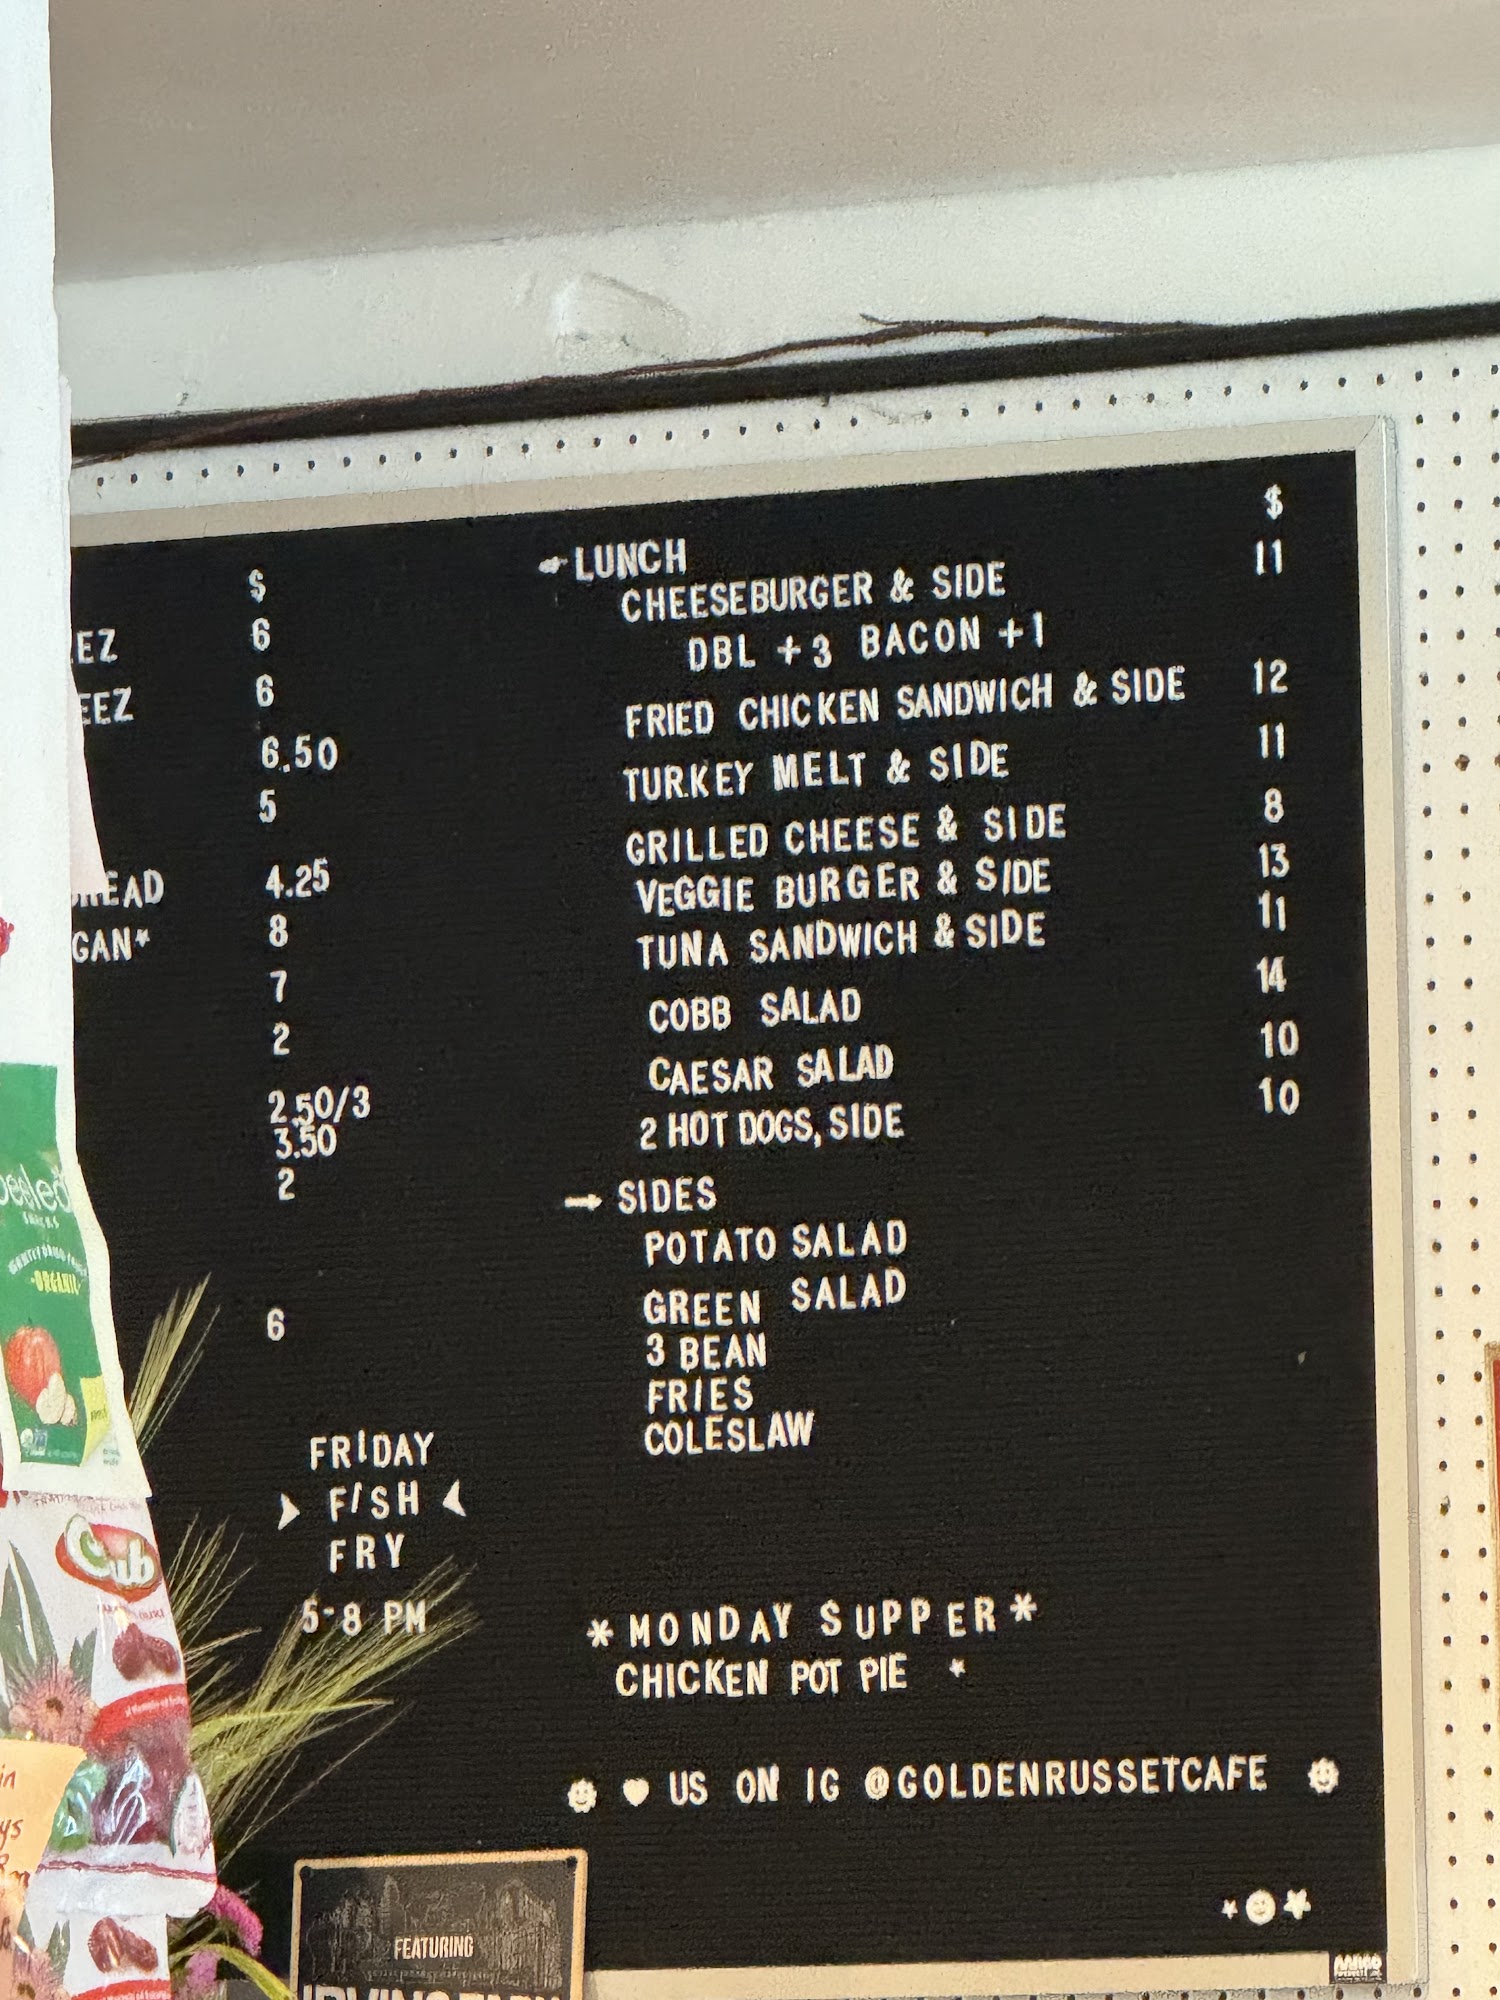 $
EZ 6
EEZ 6
6.50
5
READ 4.25
GAN* 8
7
2
2.50/3
3.50
2
6
FRIDAY
FISH
FRY
5-8 PM
$
LUNCH
CHEESEBURGER & SIDE 11
DBL +3 BACON +1
FRIED CHICKEN SANDWICH & SIDE 12
TURKEY MELT & SIDE 11
GRILLED CHEESE & SIDE 8
VEGGIE BURGER & SIDE 13
TUNA SANDWICH & SIDE 11
COBB SALAD 14
CAESAR SALAD 10
2 HOT DOGS, SIDE 10
→ SIDES
POTATO SALAD
GREEN SALAD
3 BEAN
FRIES
COLESLAW
*MONDAY SUPPER*
CHICKEN POT PIE *
♥ US ON IG @GOLDENRUSSETCAFE
peeled
SNACKS
-ORGANIC-
Cub
FEATURING